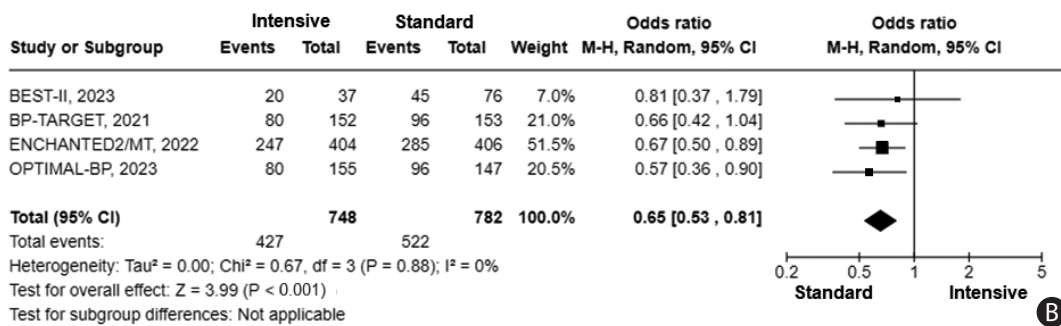 Intensive Standard Odds ratio Odds ratio
Study or Subgroup Events Total Events Total Weight M-H, Random, 95% CI M-H, Random, 95% CI
BEST-II, 2023 20 37 45 76 7.0% 0.81 [0.37 , 1.79]
BP-TARGET, 2021 80 152 96 153 21.0% 0.66 [0.42 , 1.04]
ENCHANTED2/MT, 2022 247 404 285 406 51.5% 0.67 [0.50 , 0.89]
OPTIMAL-BP, 2023 80 155 96 147 20.5% 0.57 [0.36 , 0.90]
Total (95% CI) 748 782 100.0% 0.65 [0.53 , 0.81]
Total events: 427 522
Heterogeneity: Tau² = 0.00; Chi² = 0.67, df = 3 (P = 0.88); I² = 0%
0.2 0.5 1 2 5
Test for overall effect: Z = 3.99 (P < 0.001)
Standard Intensive
Test for subgroup differences: Not applicable
B